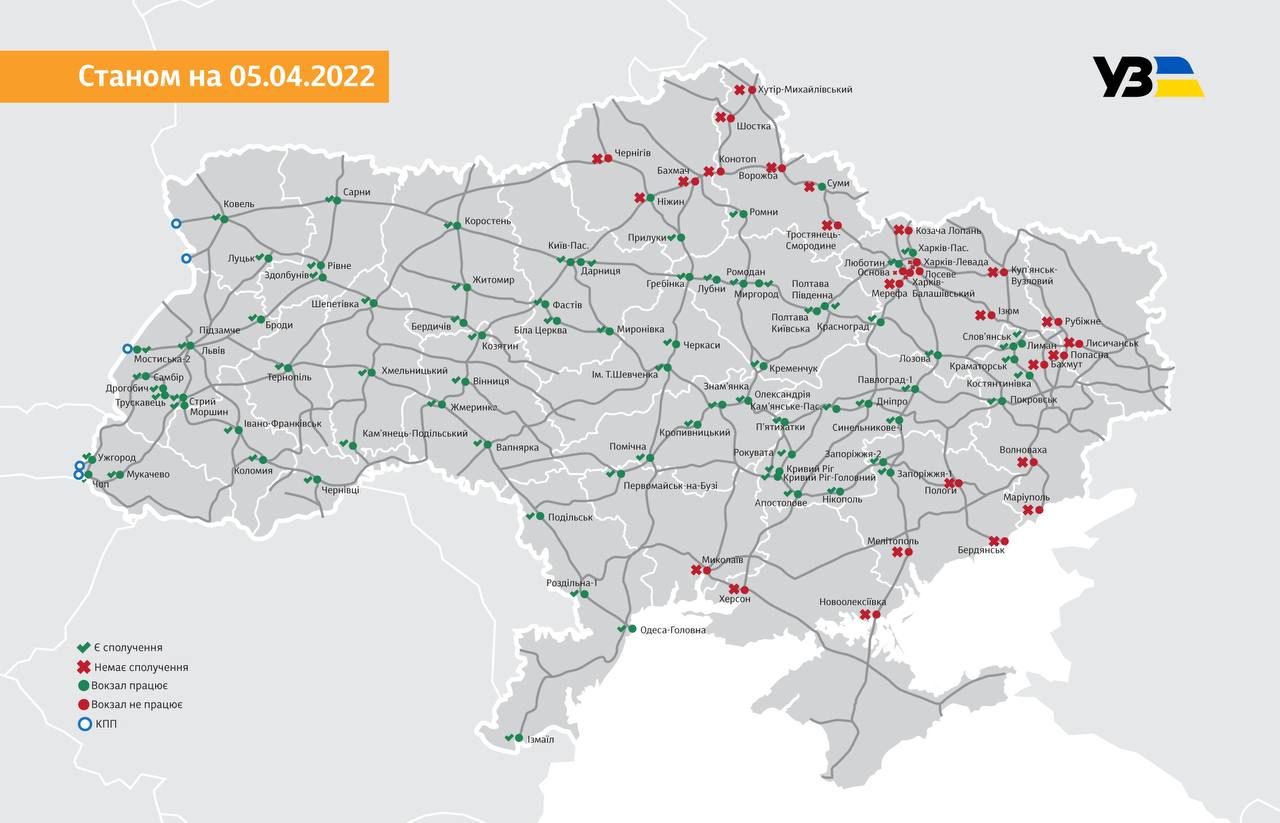 Станом на 05.04.2022
УЗ
Хутір-Михайлівський
Шостка
Чернігів
Конотоп
Бахмач
Ворожба
Суми
Ніжин
Сарни
Ковель
Ромни
Коростень
Тростянець-
Смородине
Козача Лопань
Прилуки
Київ-Пас.
Харків-Пас.
Луцьк
Рівне
Здолбунів
Дарниця
Люботин
Харків-Левада
Основа
Лосеве
Харків-
Балашівський
Мерефа
Куп'янськ-
Вузловий
Гребінка
Лубни
Ромодан
Миргород
Полтава
Південна
Житомир
Шепетівка
Фастів
Полтава
Київська
Красноград
Ізюм
Рубіжне
Броди
Підзамче
Бердичів
Біла Церква
Миронівка
Козятин
Слов'янськ
Лиман
Лисичанськ
Попасна
Бахмут
Краматорськ
Костянтинівка
Львів
Мостиська-2
Черкаси
Лозова
Самбір
Дрогобич
Трускавець
Стрий
Моршин
Тернопіль
Хмельницький
Вінниця
Ім. Т.Шевченка
Кременчук
Павлоград-1
Покровськ
Знам'янка
Олександрія
Кам'янське-Пас.
Дніпро
Жмеринка
Івано-Франківськ
Кам'янець-Подільський
Кропивницький
П'ятихатки
Синельникове-1
Вапнярка
Помічна
Рокувата
Запоріжжя-2
Волноваха
Ужгород
Чоп
Мукачево
Коломия
Чернівці
Первомайськ-на-Бузі
Кривий Ріг
Кривий Ріг-Головний
Запоріжжя-1
Пологи
Апостолове
Нікополь
Маріуполь
Подільськ
Мелітополь
Бердянськ
Миколаїв
Роздільна-1
Херсон
Новоолексіївка
Одеса-Головна
Ізмаїл
Є сполучення
Немає сполучення
Вокзал працює
Вокзал не працює
КПП